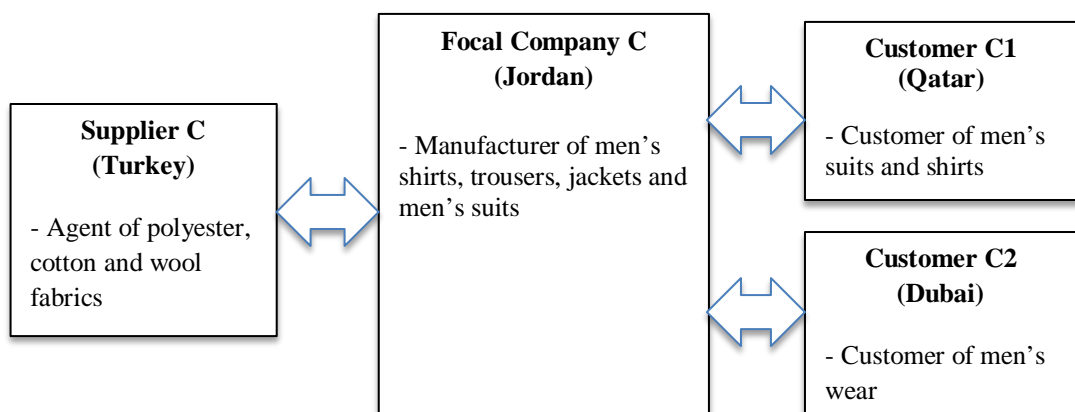 Supplier C
(Turkey)
- Agent of polyester,
cotton and wool
fabrics
Focal Company C
(Jordan)
- Manufacturer of men’s
shirts, trousers, jackets and
men’s suits
Customer C1
(Qatar)
- Customer of men’s
suits and shirts
Customer C2
(Dubai)
- Customer of men’s
wear